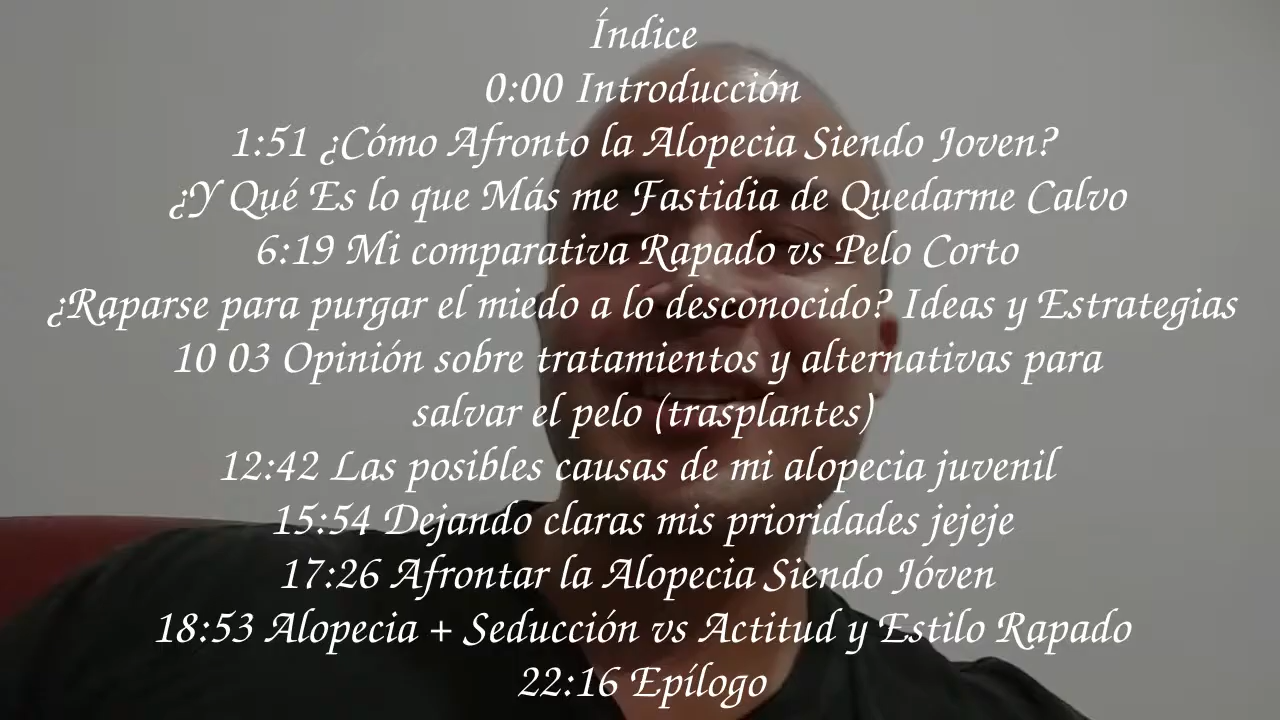 Índice
0:00 Introducción
1:51 ¿Cómo Afronto la Alopecia Siendo Joven?
¿Y Qué Es lo que Más me Fastidia de Quedarme Calvo
6:19 Mi comparativa Rapado vs Pelo Corto
¿Raparse para purgar el miedo a lo desconocido? Ideas y Estrategias
10 03 Opinión sobre tratamientos y alternativas para
salvar el pelo (trasplantes)
12:42 Las posibles causas de mi alopecia juvenil
15:54 Dejando claras mis prioridades jejeje
17:26 Afrontar la Alopecia Siendo Jóven
18:53 Alopecia + Seducción vs Actitud y Estilo Rapado
22:16 Epílogo